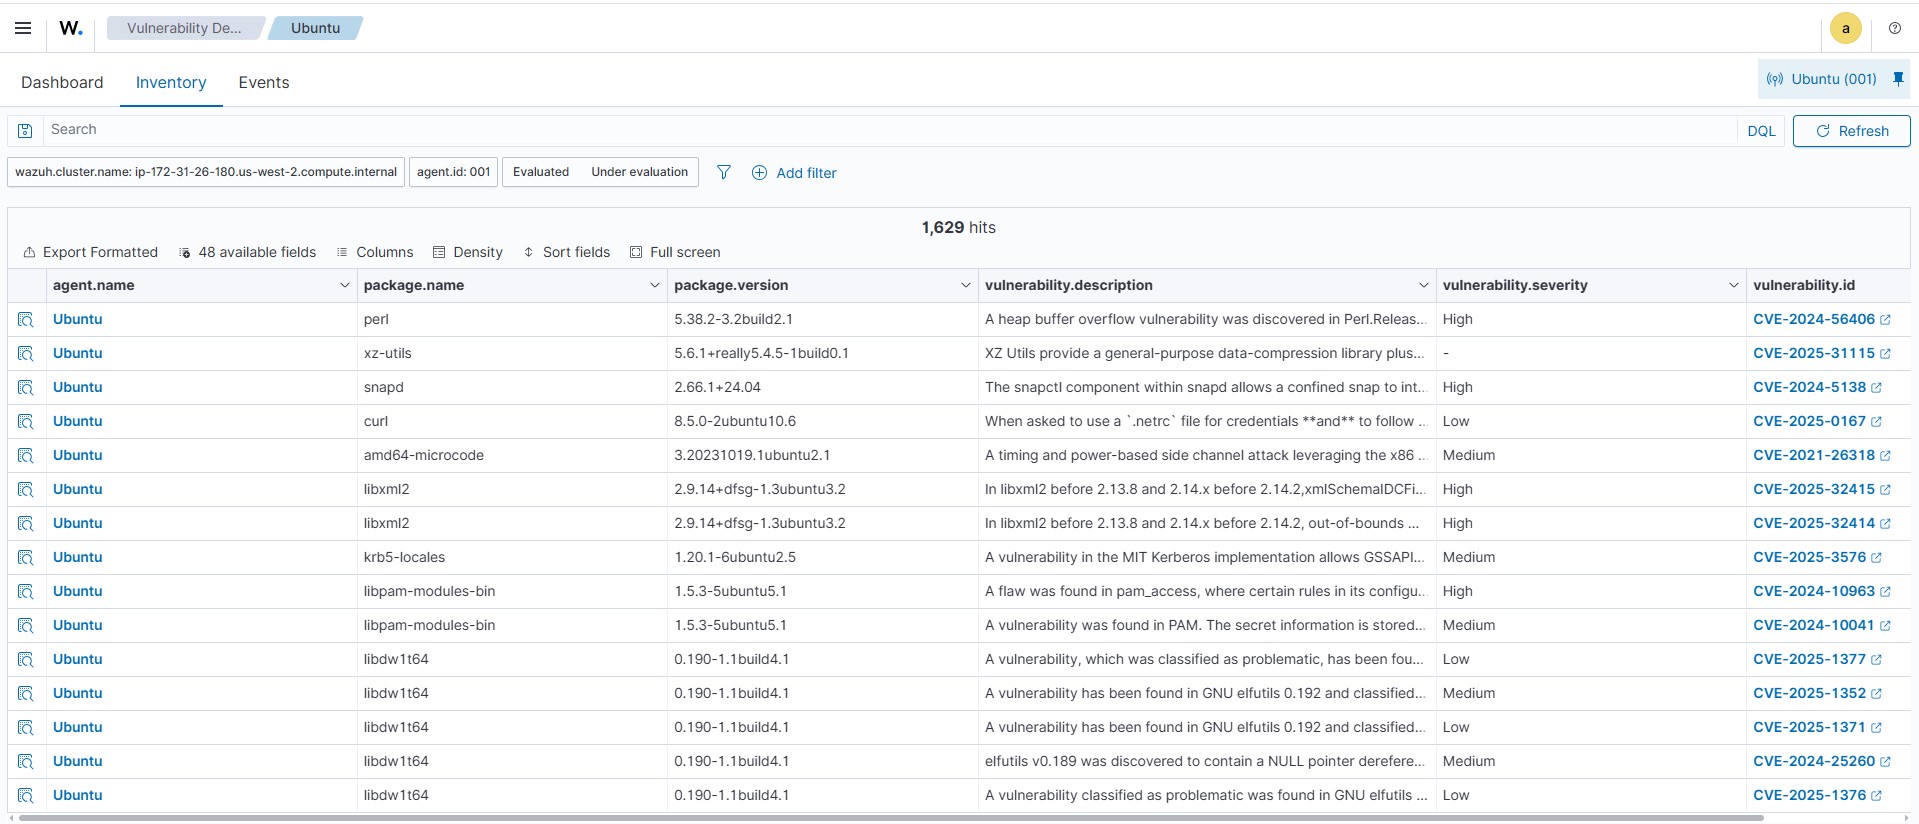 W. Vulnerability De... Ubuntu a
Dashboard Inventory Events Ubuntu (001)
Search DQL Refresh
wazuh.cluster.name: ip-172-31-26-180.us-west-2.compute.internal agent.id: 001 Evaluated Under evaluation Add filter
1,629 hits
Export Formatted 48 available fields Columns Density Sort fields Full screen
agent.name package.name package.version vulnerability.description vulnerability.severity vulnerability.id
Ubuntu perl 5.38.2-3.2build2.1 A heap buffer overflow vulnerability was discovered in Perl.Releas... High CVE-2024-56406
Ubuntu xz-utils 5.6.1+really5.4.5-1build0.1 XZ Utils provide a general-purpose data-compression library plus... - CVE-2025-31115
Ubuntu snapd 2.66.1+24.04 The snapctl component within snapd allows a confined snap to int... High CVE-2024-5138
Ubuntu curl 8.5.0-2ubuntu10.6 When asked to use a `.netrc` file for credentials **and** to follow ... Low CVE-2025-0167
Ubuntu amd64-microcode 3.20231019.1ubuntu2.1 A timing and power-based side channel attack leveraging the x86 ... Medium CVE-2021-26318
Ubuntu libxml2 2.9.14+dfsg-1.3ubuntu3.2 In libxml2 before 2.13.8 and 2.14.x before 2.14.2,xmlSchemaIDCFi... High CVE-2025-32415
Ubuntu libxml2 2.9.14+dfsg-1.3ubuntu3.2 In libxml2 before 2.13.8 and 2.14.x before 2.14.2, out-of-bounds ... High CVE-2025-32414
Ubuntu krb5-locales 1.20.1-6ubuntu2.5 A vulnerability in the MIT Kerberos implementation allows GSSAPI... Medium CVE-2025-3576
Ubuntu libpam-modules-bin 1.5.3-5ubuntu5.1 A flaw was found in pam_access, where certain rules in its configu... High CVE-2024-10963
Ubuntu libpam-modules-bin 1.5.3-5ubuntu5.1 A vulnerability was found in PAM. The secret information is stored... Medium CVE-2024-10041
Ubuntu libdw1t64 0.190-1.1build4.1 A vulnerability, which was classified as problematic, has been fou... Low CVE-2025-1377
Ubuntu libdw1t64 0.190-1.1build4.1 A vulnerability has been found in GNU elfutils 0.192 and classified... Medium CVE-2025-1352
Ubuntu libdw1t64 0.190-1.1build4.1 A vulnerability has been found in GNU elfutils 0.192 and classified... Low CVE-2025-1371
Ubuntu libdw1t64 0.190-1.1build4.1 elfutils v0.189 was discovered to contain a NULL pointer derefere... Medium CVE-2024-25260
Ubuntu libdw1t64 0.190-1.1build4.1 A vulnerability classified as problematic was found in GNU elfutils ... Low CVE-2025-1376